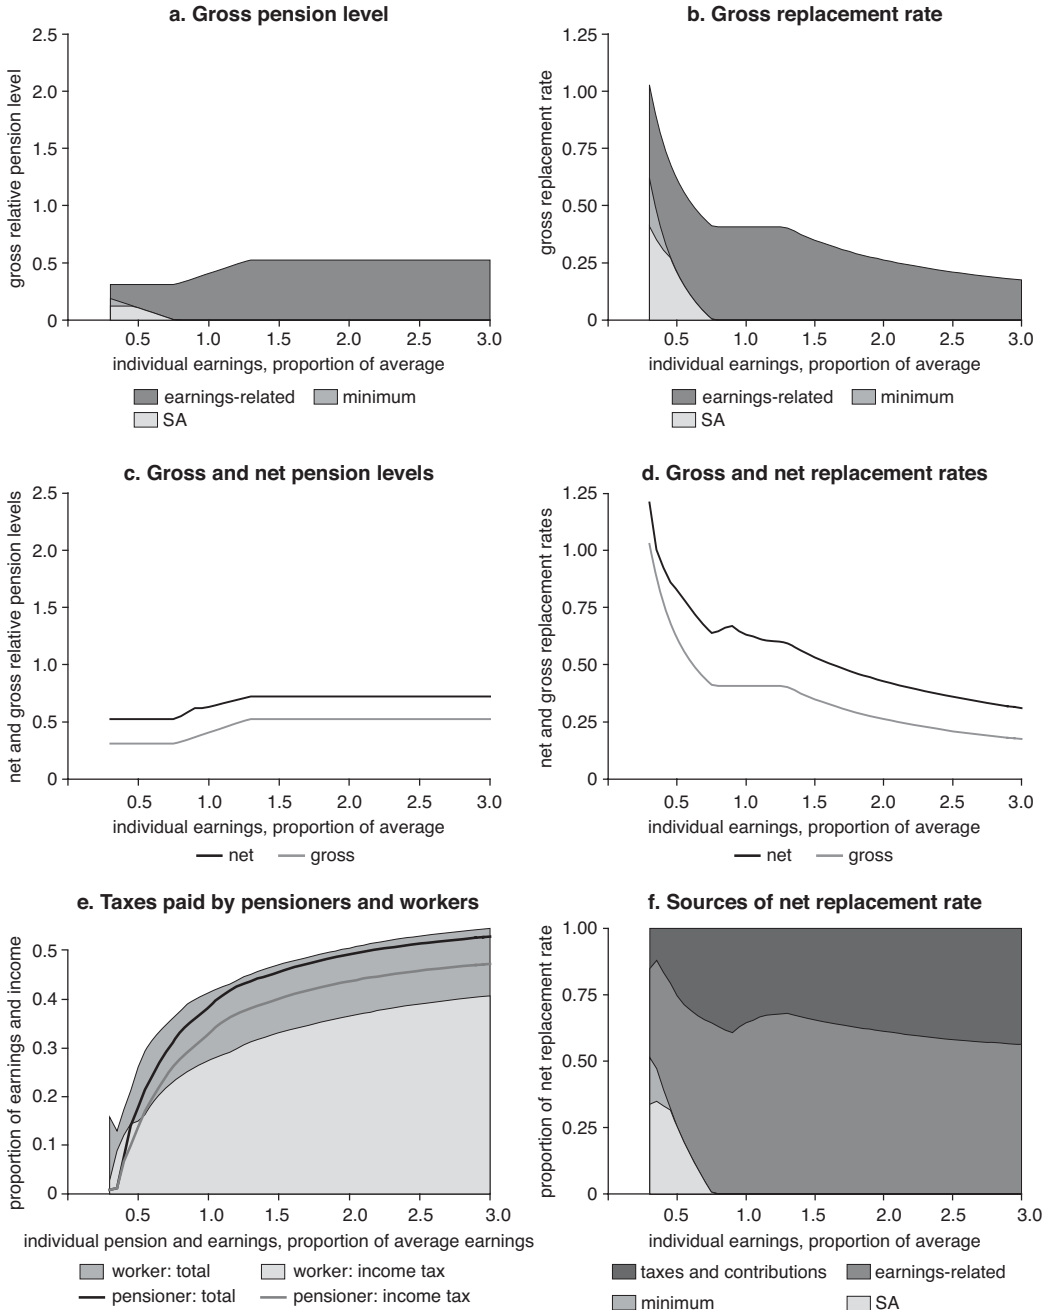 a. Gross pension level
gross relative pension level
2.5
2.0
1.5
1.0
0.5
0
0.5 1.0 1.5 2.0 2.5 3.0
individual earnings, proportion of average
earnings-related minimum
SA
b. Gross replacement rate
gross replacement rate
1.25
1.00
0.75
0.50
0.25
0
0.5 1.0 1.5 2.0 2.5 3.0
individual earnings, proportion of average
earnings-related minimum
SA
c. Gross and net pension levels
net and gross relative pension levels
2.5
2.0
1.5
1.0
0.5
0
0.5 1.0 1.5 2.0 2.5 3.0
individual earnings, proportion of average
net gross
d. Gross and net replacement rates
net and gross replacement rates
1.25
1.00
0.75
0.50
0.25
0
0.5 1.0 1.5 2.0 2.5 3.0
individual earnings, proportion of average
net gross
e. Taxes paid by pensioners and workers
proportion of earnings and income
0.5
0.4
0.3
0.2
0.1
0
0.5 1.0 1.5 2.0 2.5 3.0
individual pension and earnings, proportion of average earnings
worker: total worker: income tax
pensioner: total pensioner: income tax
f. Sources of net replacement rate
proportion of net replacement rate
1.00
0.75
0.50
0.25
0
0.5 1.0 1.5 2.0 2.5 3.0
individual earnings, proportion of average
taxes and contributions earnings-related
minimum SA